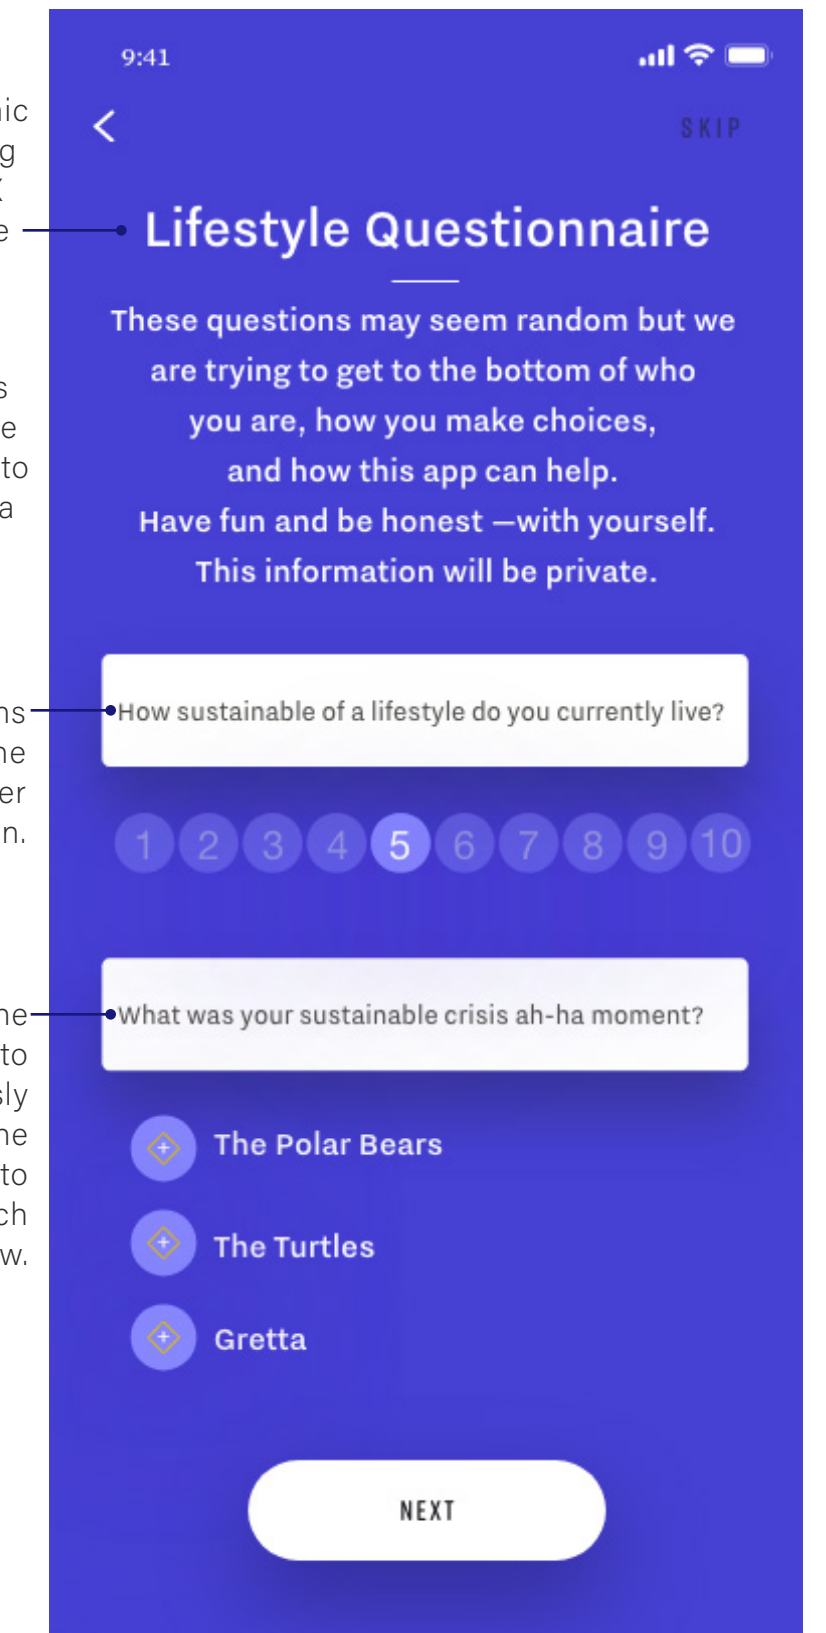 9:41
SKIP
Lifestyle Questionnaire
These questions may seem random but we
are trying to get to the bottom of who
you are, how you make choices,
and how this app can help.
Have fun and be honest —with yourself.
This information will be private.
How sustainable of a lifestyle do you currently live?
1 2 3 4 5 6 7 8 9 10
What was your sustainable crisis ah-ha moment?
The Polar Bears
The Turtles
Gretta
NEXT
to
a
to
to